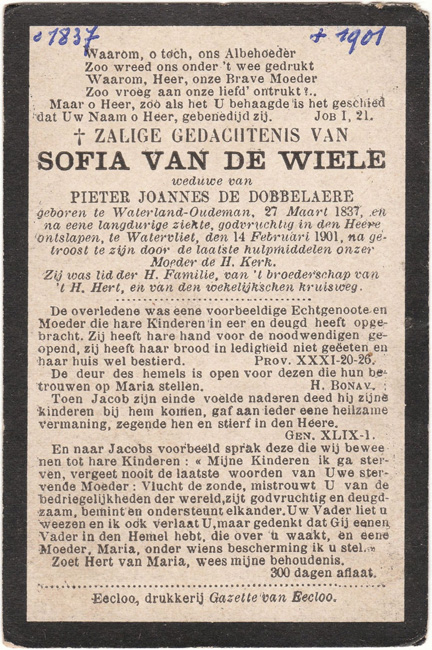 o 1837 + 1901
Waarom, o toch, ons Albehoeder
Zoo wreed ons onder 't wee gedrukt
Waarom, Heer, onze Brave Moeder
Zoo vroeg aan onze liefd' ontrukt ?..
Maar o Heer, zoo als het U behaagde is het geschied
dat Uw Naam o Heer, gebenedijd zij. JOB I, 21.
† ZALIGE GEDACHTENIS VAN
SOFIA VAN DE WIELE
weduwe van
PIETER JOANNES DE DOBBELAERE
geboren te Waterland-Oudeman, 27 Maart 1837, en
na eene langdurige ziekte, godvruchtig in den Heere
ontslapen, te Watervliet, den 14 Februari 1901, na ge-
troost te zijn door de laatste hulpmiddelen onzer
Moeder de H. Kerk.
Zij was lid der H. Familie, van 't broederschap van
't H. Hert, en van den wekelijkschen kruisweg.
De overledene was eene voorbeeldige Echtgenoote en
Moeder die hare Kinderen in eer en deugd heeft opge-
bracht. Zij heeft hare hand voor de noodwendigen ge-
opend, zij heeft haar brood in ledigheid niet geëeten en
haar huis wel bestierd. PROV. XXXI-20-26.
De deur des hemels is open voor dezen die hun be-
trouwen op Maria stellen. H. BONAV.
Toen Jacob zijn einde voelde naderen deed hij zijne
kinderen bij hem komen, gaf aan ieder eene heilzame
vermaning, zegende hen en stierf in den Heere.
GEN. XLIX-1.
En naar Jacobs voorbeeld sprak deze die wij bewee-
nen tot hare Kinderen : « Mijne Kinderen ik ga ster-
ven, vergeet nooit de laatste woorden van Uwe ster-
vende Moeder : Vlucht de zonde, mistrouwt U van de
bedriegelijkheden der wereld, zijt godvruchtig en deugd-
zaam, bemint en ondersteunt elkander. Uw Vader liet u
weezen en ik ook verlaat U, maar gedenkt dat Gij eenen
Vader in den Hemel hebt, die over u waakt, en eene
Moeder, Maria, onder wiens bescherming ik u stel.
Zoet Hert van Maria, wees mijne behoudenis.
300 dagen aflaat.
Eecloo, drukkerij Gazette van Eecloo.